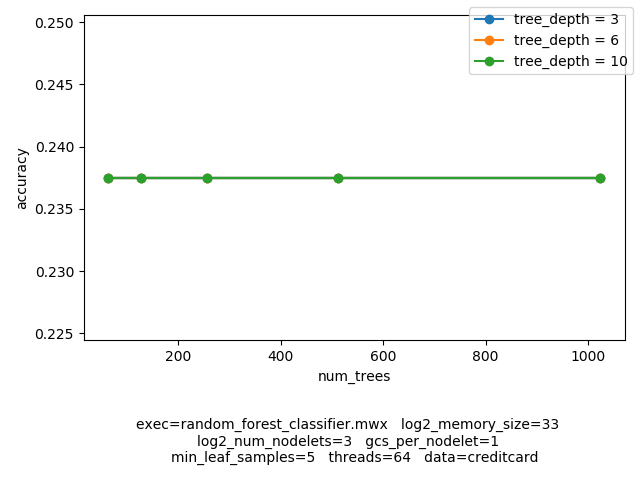 0.250
0.245
0.240
0.235
0.230
0.225
accuracy
tree_depth = 3
tree_depth = 6
tree_depth = 10
200 400 600 800 1000
num_trees
exec=random_forest_classifier.mwx log2_memory_size=33
log2_num_nodelets=3 gcs_per_nodelet=1
min_leaf_samples=5 threads=64 data=creditcard